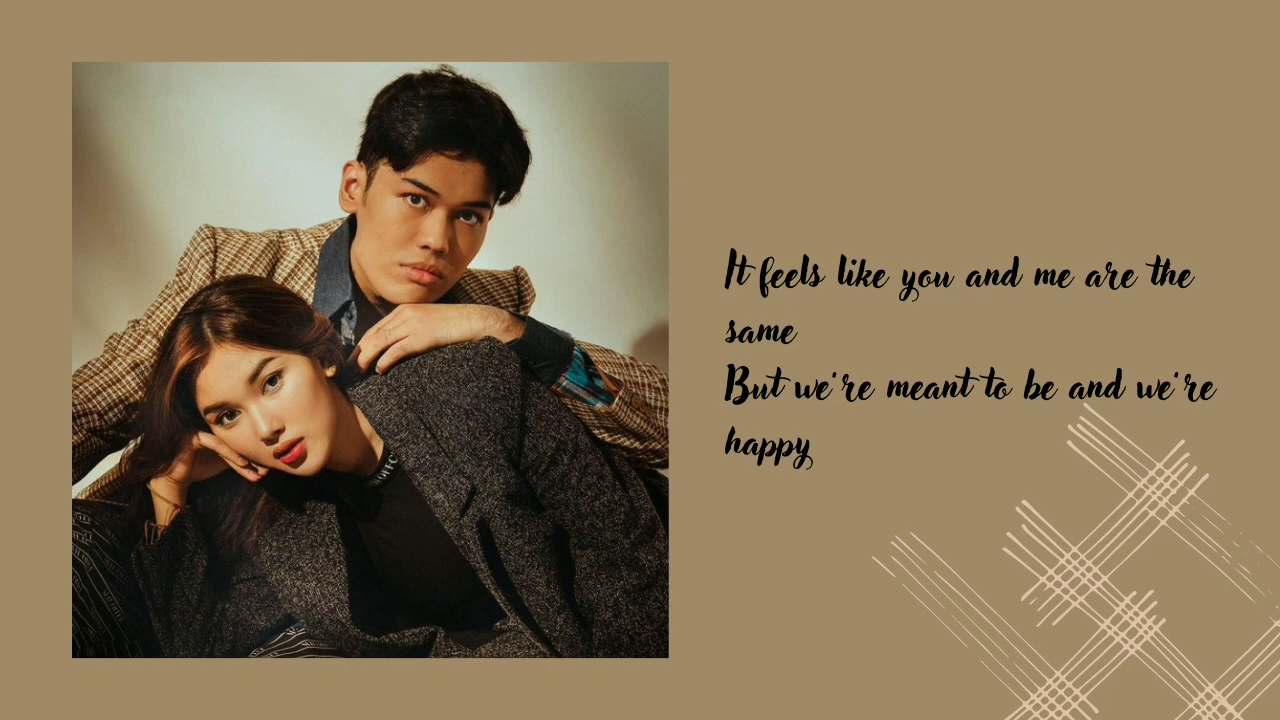 It feels like you and me are the
same
But we're meant to be and we're
happy